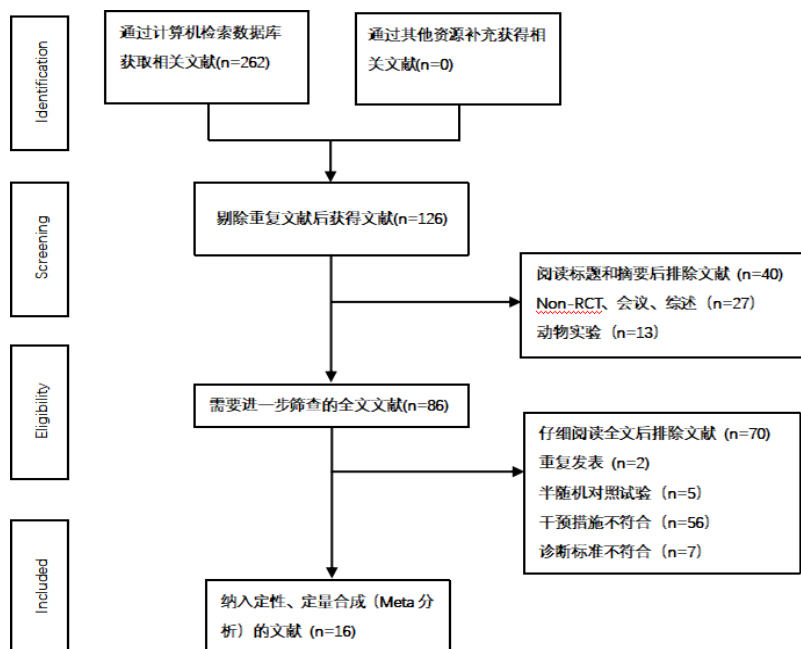 Identification
通过计算机检索数据库
获取相关文献(n=262)
通过其他资源补充获得相
关文献(n=0)
Screening
剔除重复文献后获得文献(n=126)
阅读标题和摘要后排除文献 (n=40)
Non-RCT、会议、综述（n=27）
动物实验（n=13）
Eligibility
需要进一步筛查的全文文献(n=86)
仔细阅读全文后排除文献（n=70)
重复发表（n=2）
半随机对照试验（n=5）
干预措施不符合（n=56）
诊断标准不符合（n=7）
Included
纳入定性、定量合成（Meta 分
析）的文献（n=16）